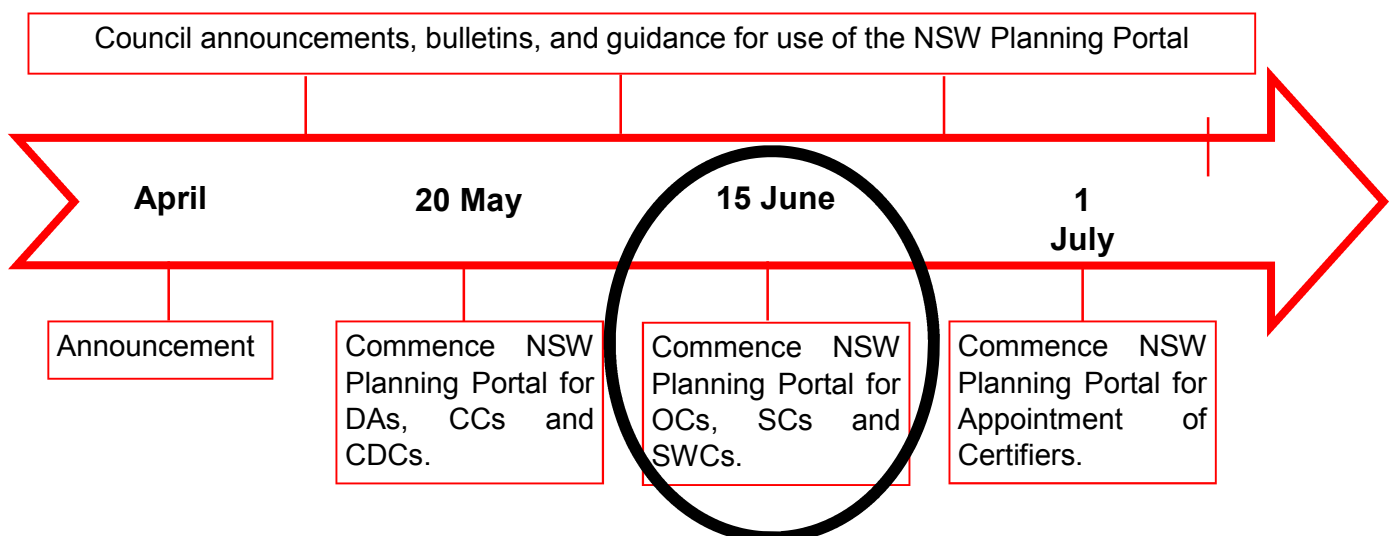 Council announcements, bulletins, and guidance for use of the NSW Planning Portal
April
20 May
15 June
1
July
Announcement
Commence NSW
Planning Portal for
DAs, CCs and
CDCs.
Commence NSW
Planning Portal for
OCs, SCs and
SWCs.
Commence NSW
Planning Portal for
Appointment of
Certifiers.